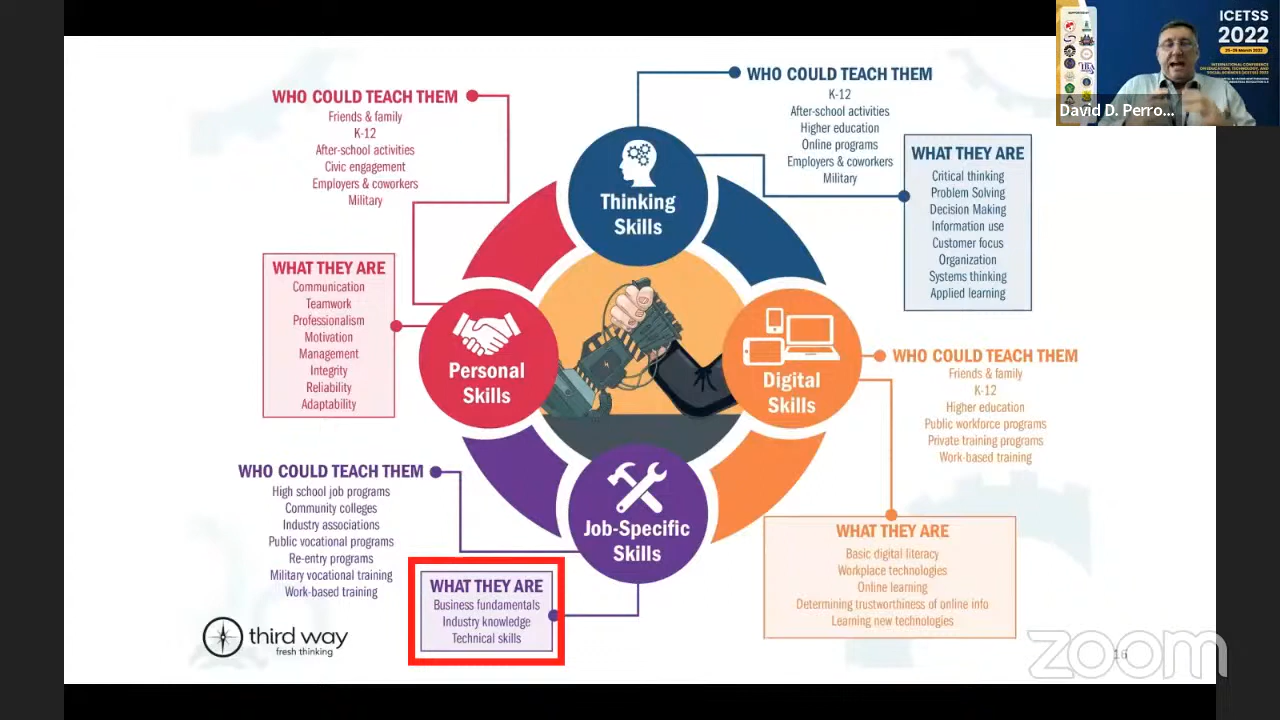 WHO COULD TEACH THEM
Friends & family
K-12
After-school activities
Civic engagement
Employers & coworkers
Military
WHO COULD TEACH THEM
K-12
After-school activities
Higher education
Online programs
Employers & coworkers
Military
WHAT THEY ARE
Critical thinking
Problem Solving
Decision Making
Information use
Customer focus
Organization
Systems thinking
Applied learning
Thinking
Skills
WHAT THEY ARE
Communication
Teamwork
Professionalism
Motivation
Management
Integrity
Reliability
Adaptability
Personal
Skills
Digital
Skills
WHO COULD TEACH THEM
Friends & family
K-12
Higher education
Public workforce programs
Private training programs
Work-based training
WHO COULD TEACH THEM
High school job programs
Community colleges
Industry associations
Public vocational programs
Re-entry programs
Military vocational training
Work-based training
Job-Specific
Skills
WHAT THEY ARE
Business fundamentals
Industry knowledge
Technical skills
WHAT THEY ARE
Basic digital literacy
Workplace technologies
Online learning
Determining trustworthiness of online info
Learning new technologies
third way
fresh thinking
16
zoom
ICETSS
2022
David D. Perro...